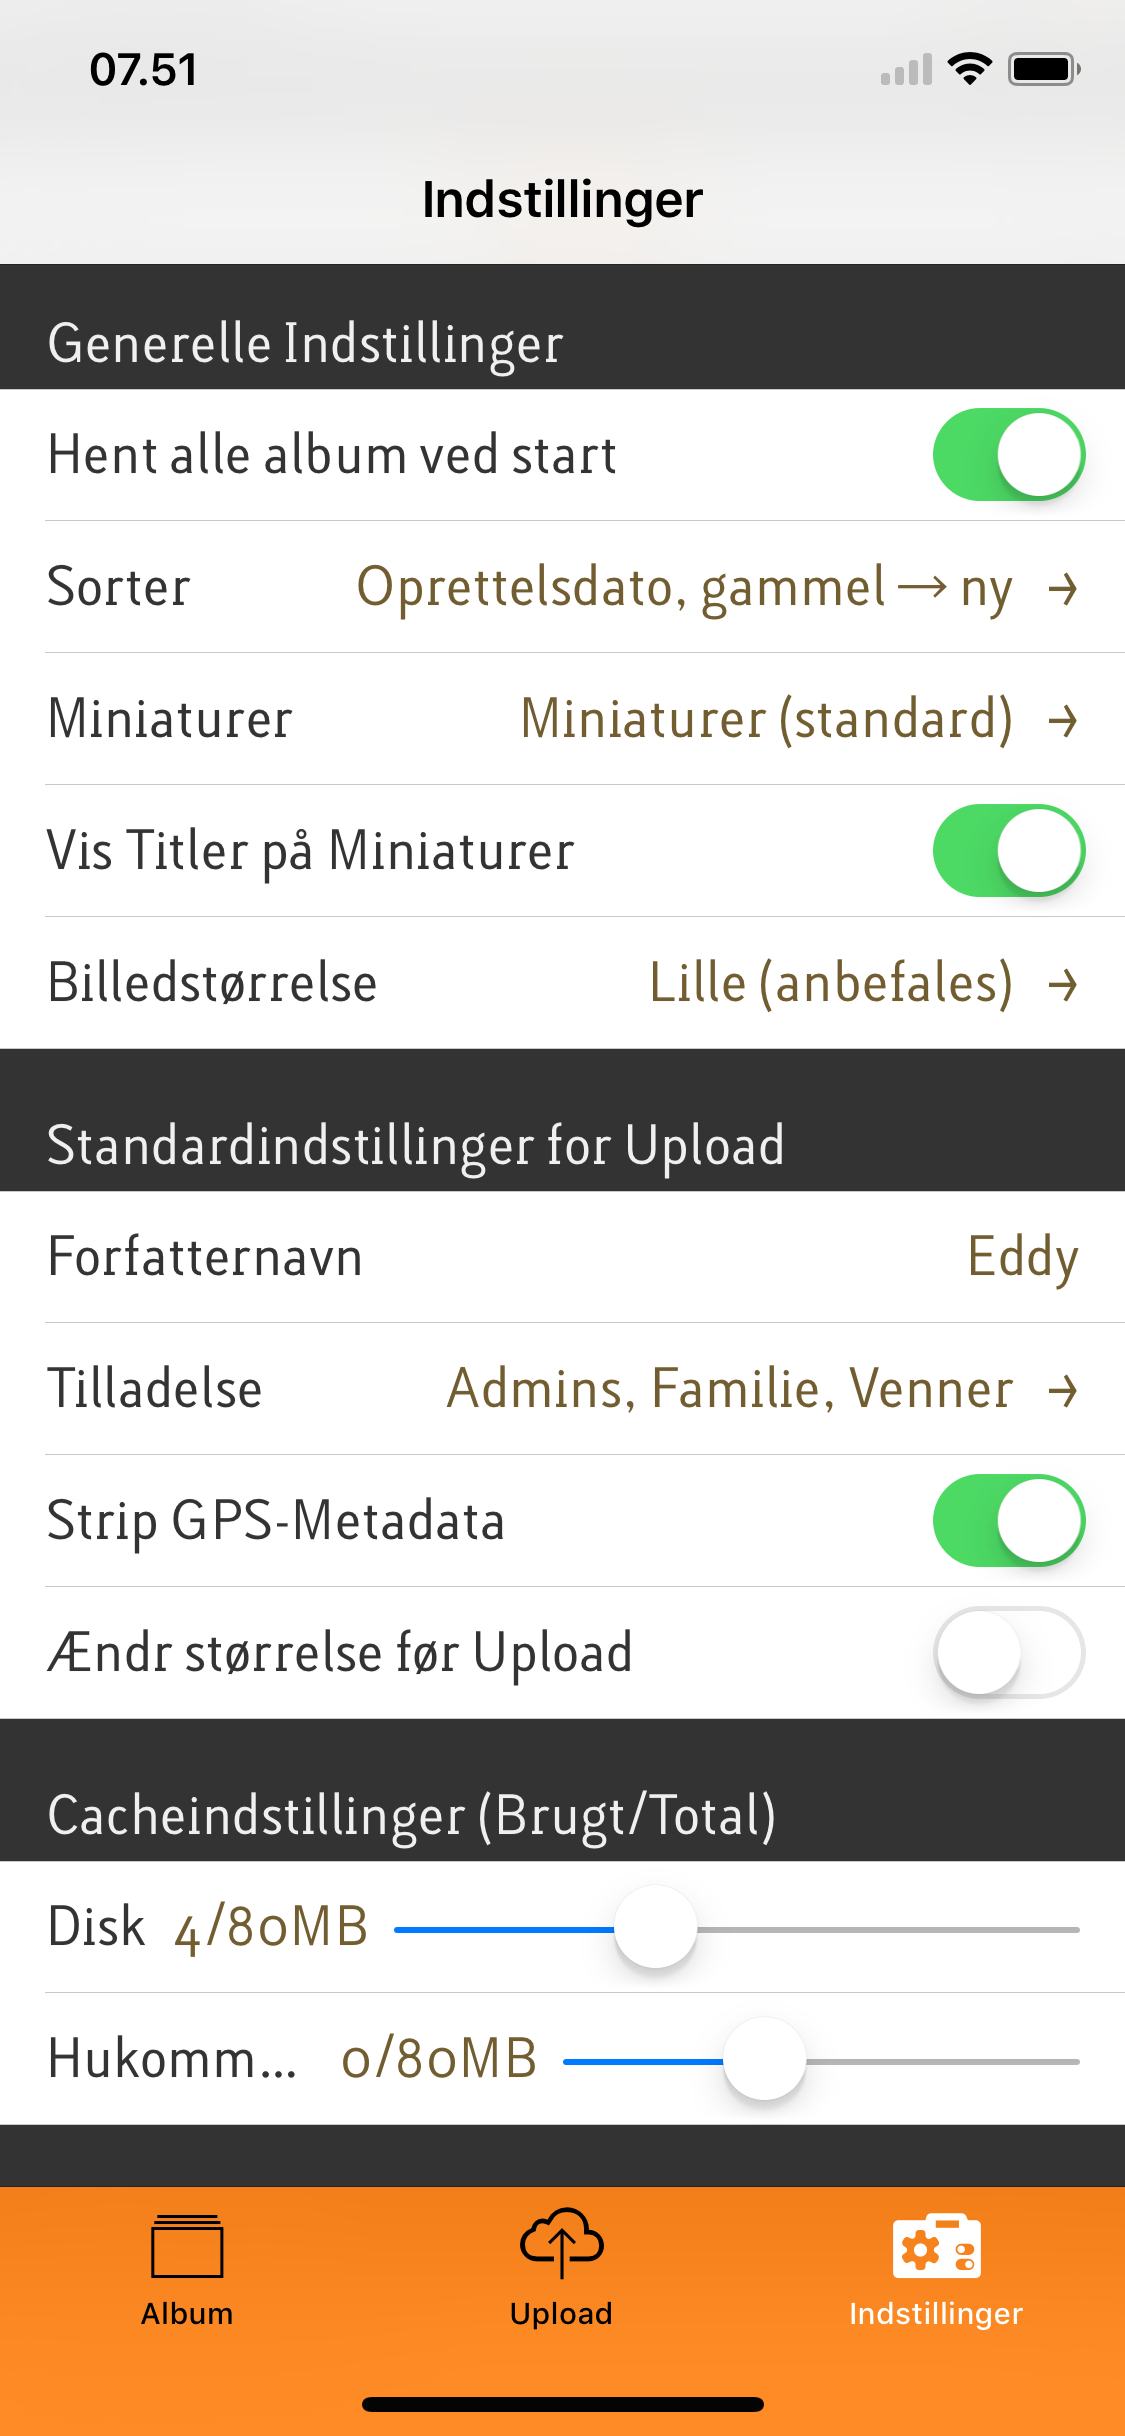 07.51
Indstillinger
Generelle Indstillinger
Hent alle album ved start
Sorter Oprettelsdato, gammel → ny →
Miniaturer Miniaturer (standard) →
Vis Titler på Miniaturer
Billedstørrelse Lille (anbefales) →
Standardindstillinger for Upload
Forfatternavn Eddy
Tilladelse Admins, Familie, Venner →
Strip GPS-Metadata
Ændr størrelse før Upload
Cacheindstillinger (Brugt/Total)
Disk 4/80MB
Hukomm... 0/80MB
Album Upload Indstillinger